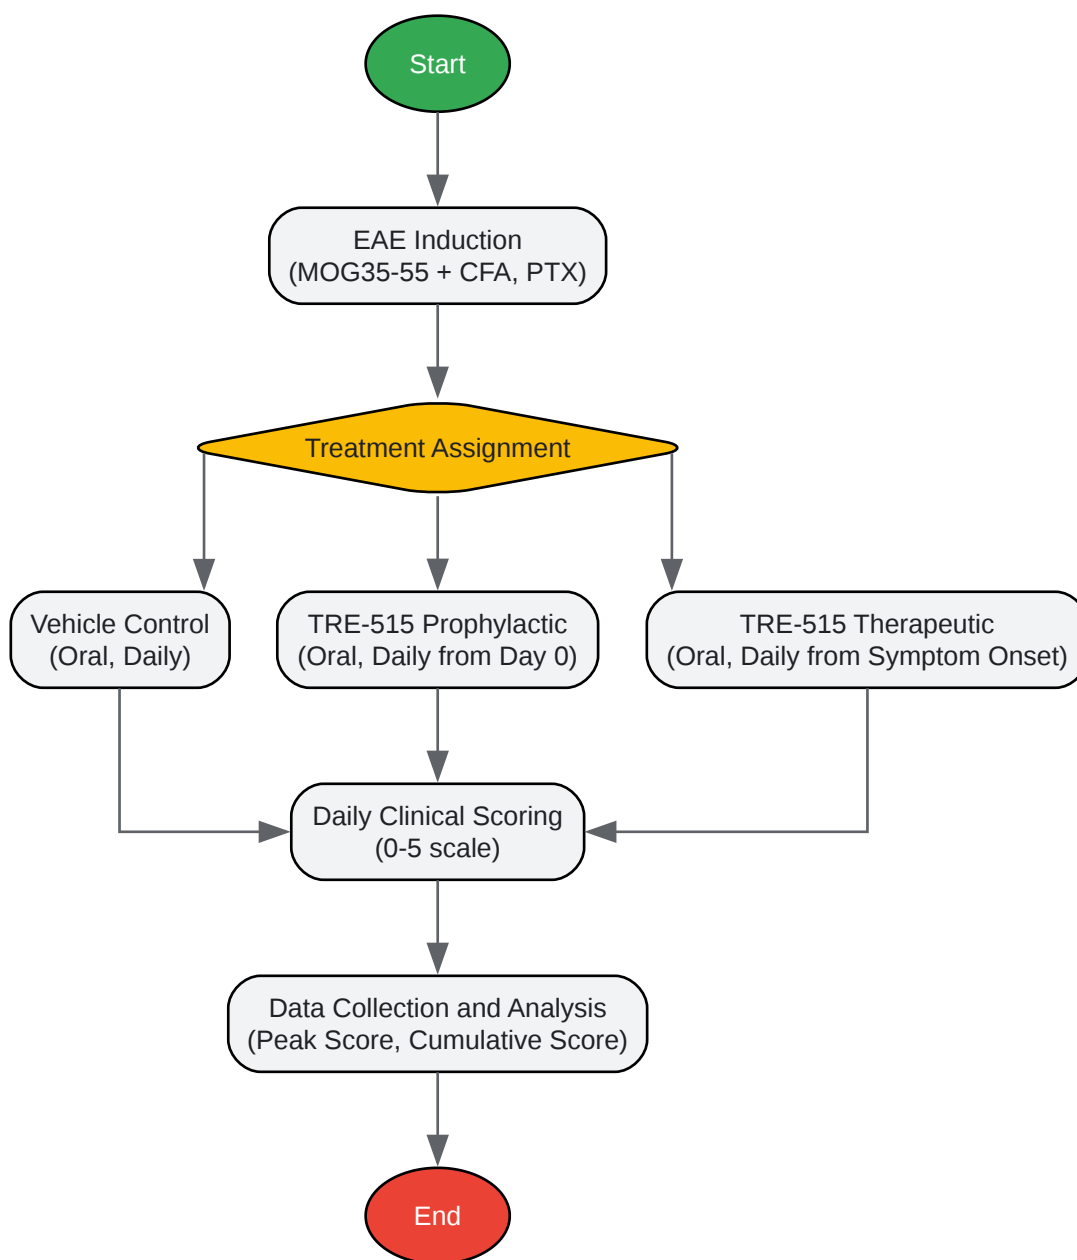 Start
EAE Induction
(MOG35-55 + CFA, PTX)
Treatment Assignment
Vehicle Control
(Oral, Daily)
TRE-515 Prophylactic
(Oral, Daily from Day 0)
TRE-515 Therapeutic
(Oral, Daily from Symptom Onset)
Daily Clinical Scoring
(0-5 scale)
Data Collection and Analysis
(Peak Score, Cumulative Score)
End